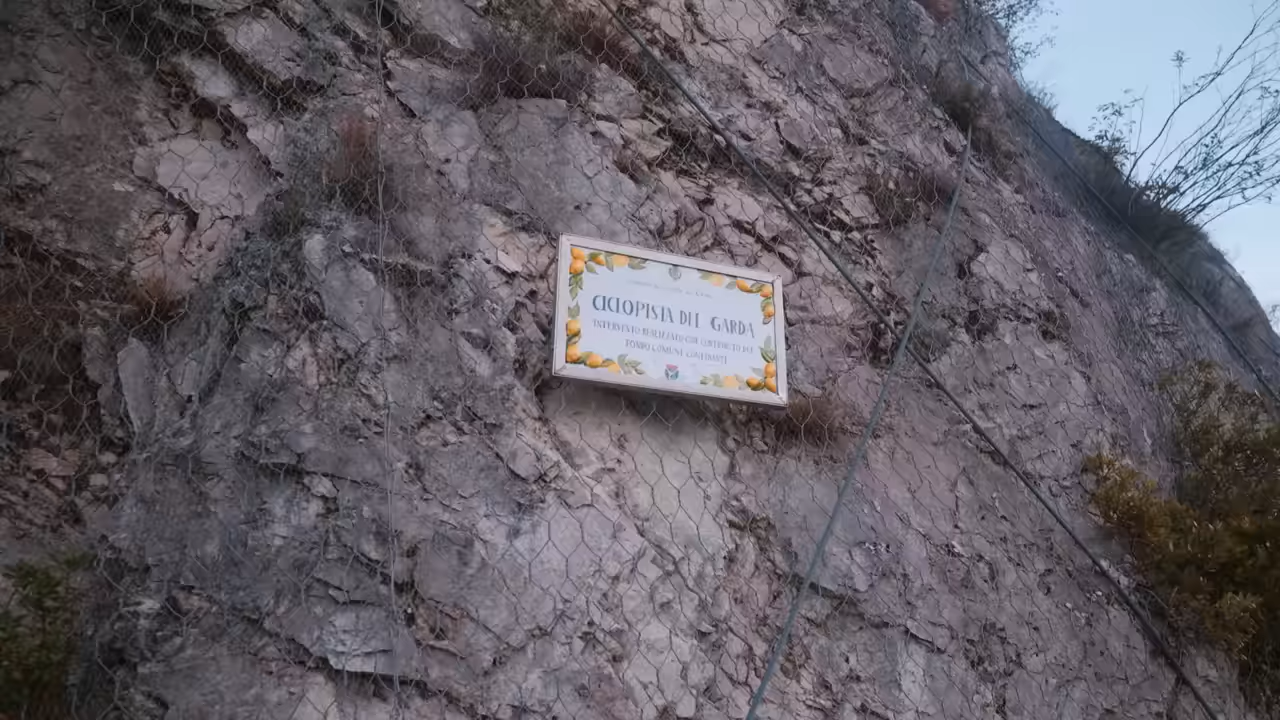 CICLOPISTA DEL GARDA
INTERVENTO REALIZZATO CON CONTRIBUTO DEL
FONDO COMUNI CONFINANTI